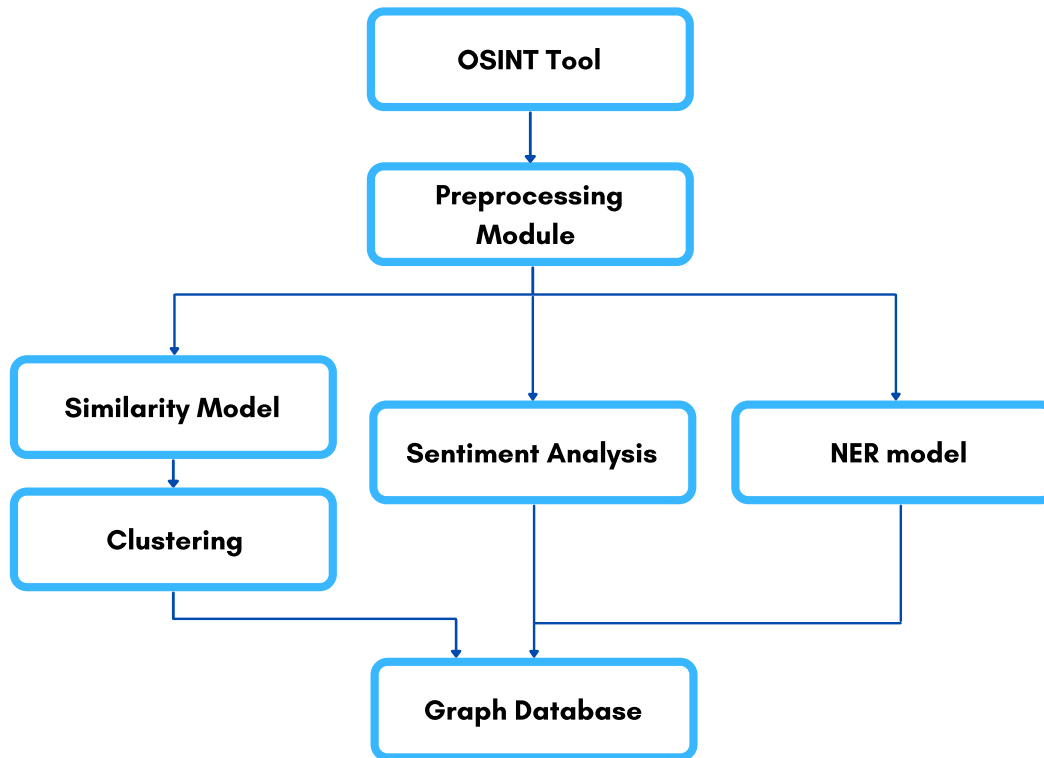 OSINT Tool
Preprocessing
Module
Similarity Model
Sentiment Analysis
NER model
Clustering
Graph Database